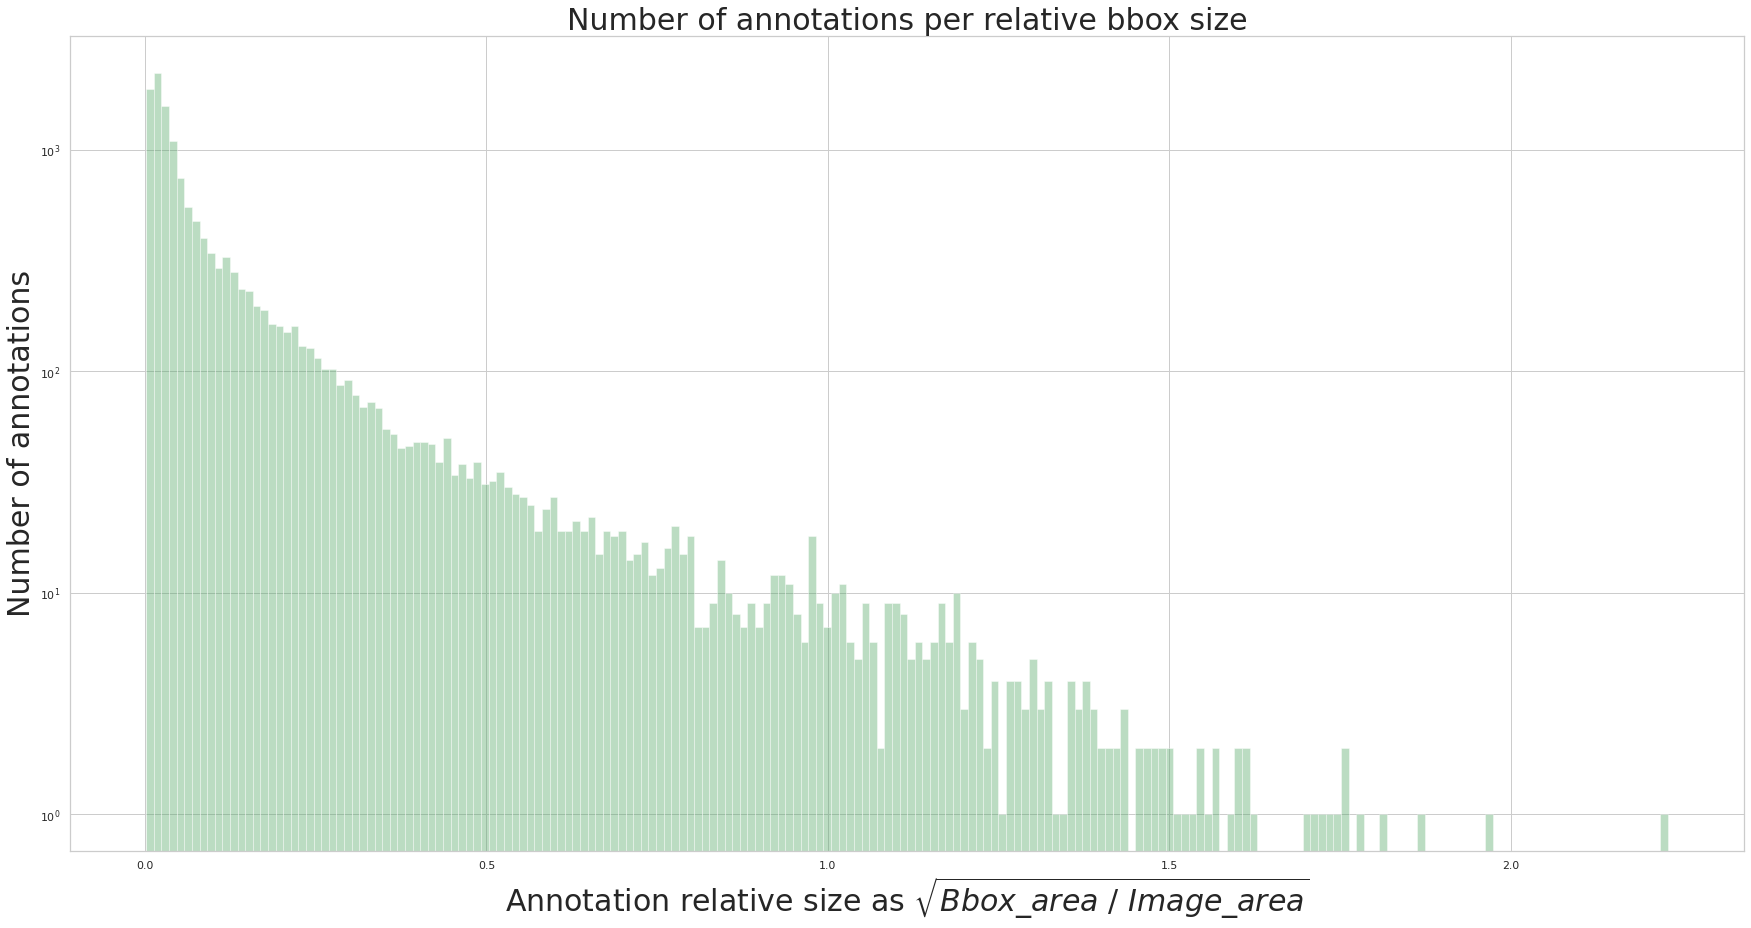 Number of annotations per relative bbox size
Number of annotations
10³
10²
10¹
10⁰
0.0 0.5 1.0 1.5 2.0
Annotation relative size as √Bbox_area / Image_area